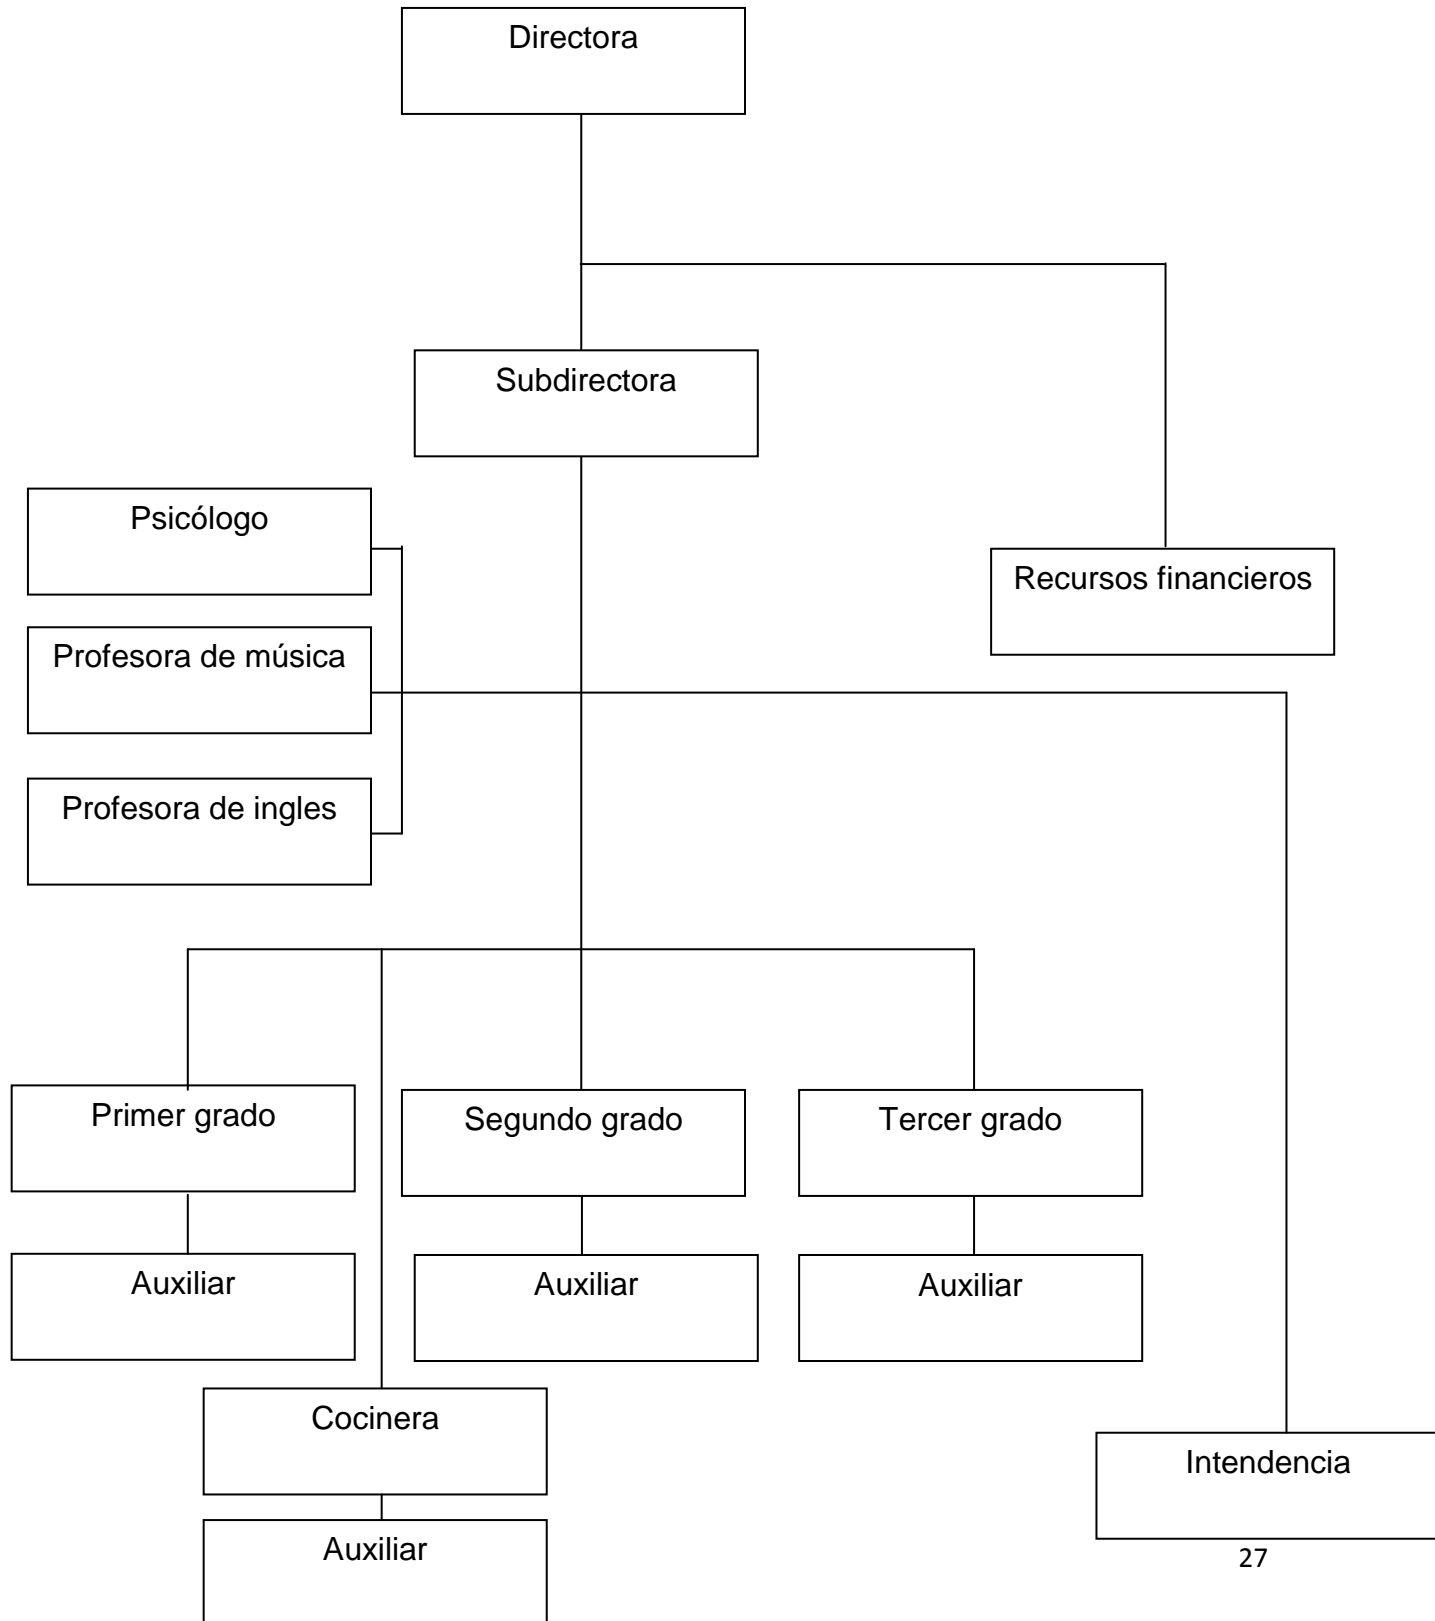 Directora
Subdirectora
Psicólogo
Recursos financieros
Profesora de música
Profesora de ingles
Primer grado
Segundo grado
Tercer grado
Auxiliar
Auxiliar
Auxiliar
Cocinera
Intendencia
Auxiliar
27